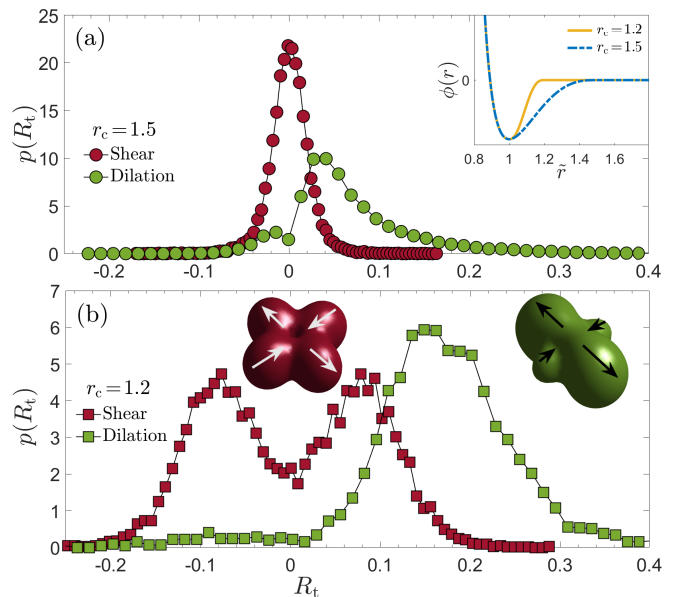 (a)
25
20
15
10
5
0
p(R_t)
r_c = 1.5
Shear
Dilation
-0.2
-0.1
0
0.1
0.2
0.3
0.4
r_c = 1.2
r_c = 1.5
ϕ(r)
0
0.8
1
1.2
1.4
1.6
r̃
(b)
7
6
5
4
3
2
1
0
p(R_t)
r_c = 1.2
Shear
Dilation
-0.2
-0.1
0
0.1
0.2
0.3
0.4
R_t